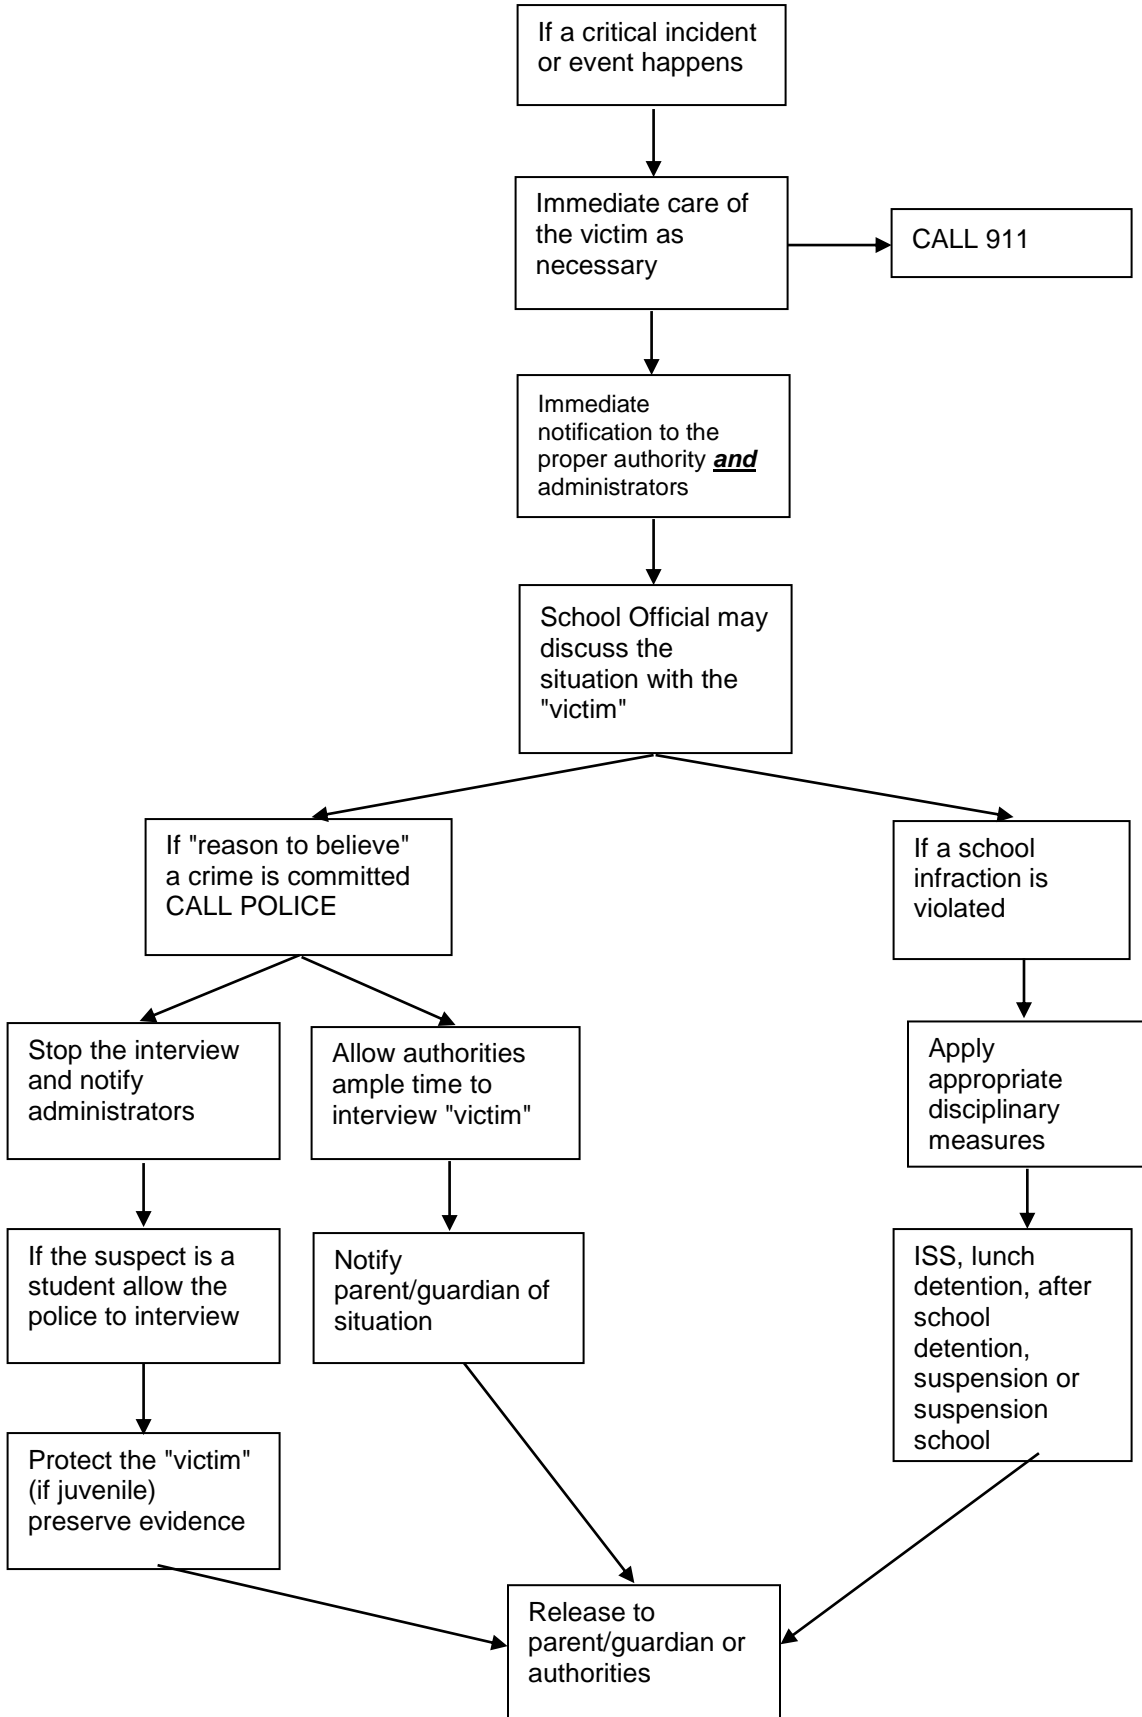 If a critical incident
or event happens
Immediate care of
the victim as
necessary
CALL 911
Immediate
notification to the
proper authority and
administrators
School Official may
discuss the
situation with the
"victim"
If "reason to believe"
a crime is committed
CALL POLICE
If a school
infraction is
violated
Stop the interview
and notify
administrators
Allow authorities
ample time to
interview "victim"
Apply
appropriate
disciplinary
measures
If the suspect is a
student allow the
police to interview
Notify
parent/guardian of
situation
ISS, lunch
detention, after
school
detention,
suspension or
suspension
school
Protect the "victim"
(if juvenile)
preserve evidence
Release to
parent/guardian or
authorities